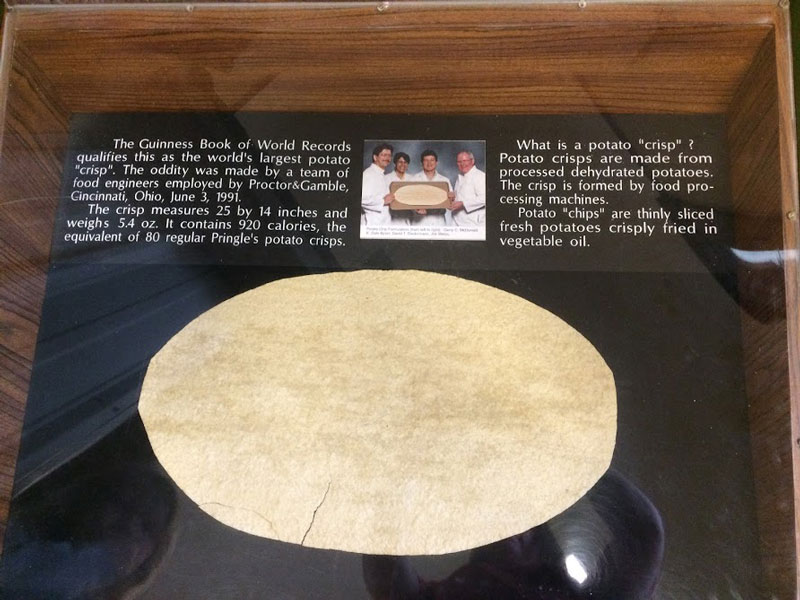 The Guinness Book of World Records
qualifies this as the world's largest potato
"crisp". The oddity was made by a team of
food engineers employed by Proctor&Gamble,
Cincinnati, Ohio, June 3, 1991.
The crisp measures 25 by 14 inches and
weighs 5.4 oz. It contains 920 calories, the
equivalent of 80 regular Pringle's potato crisps.
What is a potato "crisp" ?
Potato crisps are made from
processed dehydrated potatoes.
The crisp is formed by food pro-
cessing machines.
Potato "chips" are thinly sliced
fresh potatoes crisply fried in
vegetable oil.